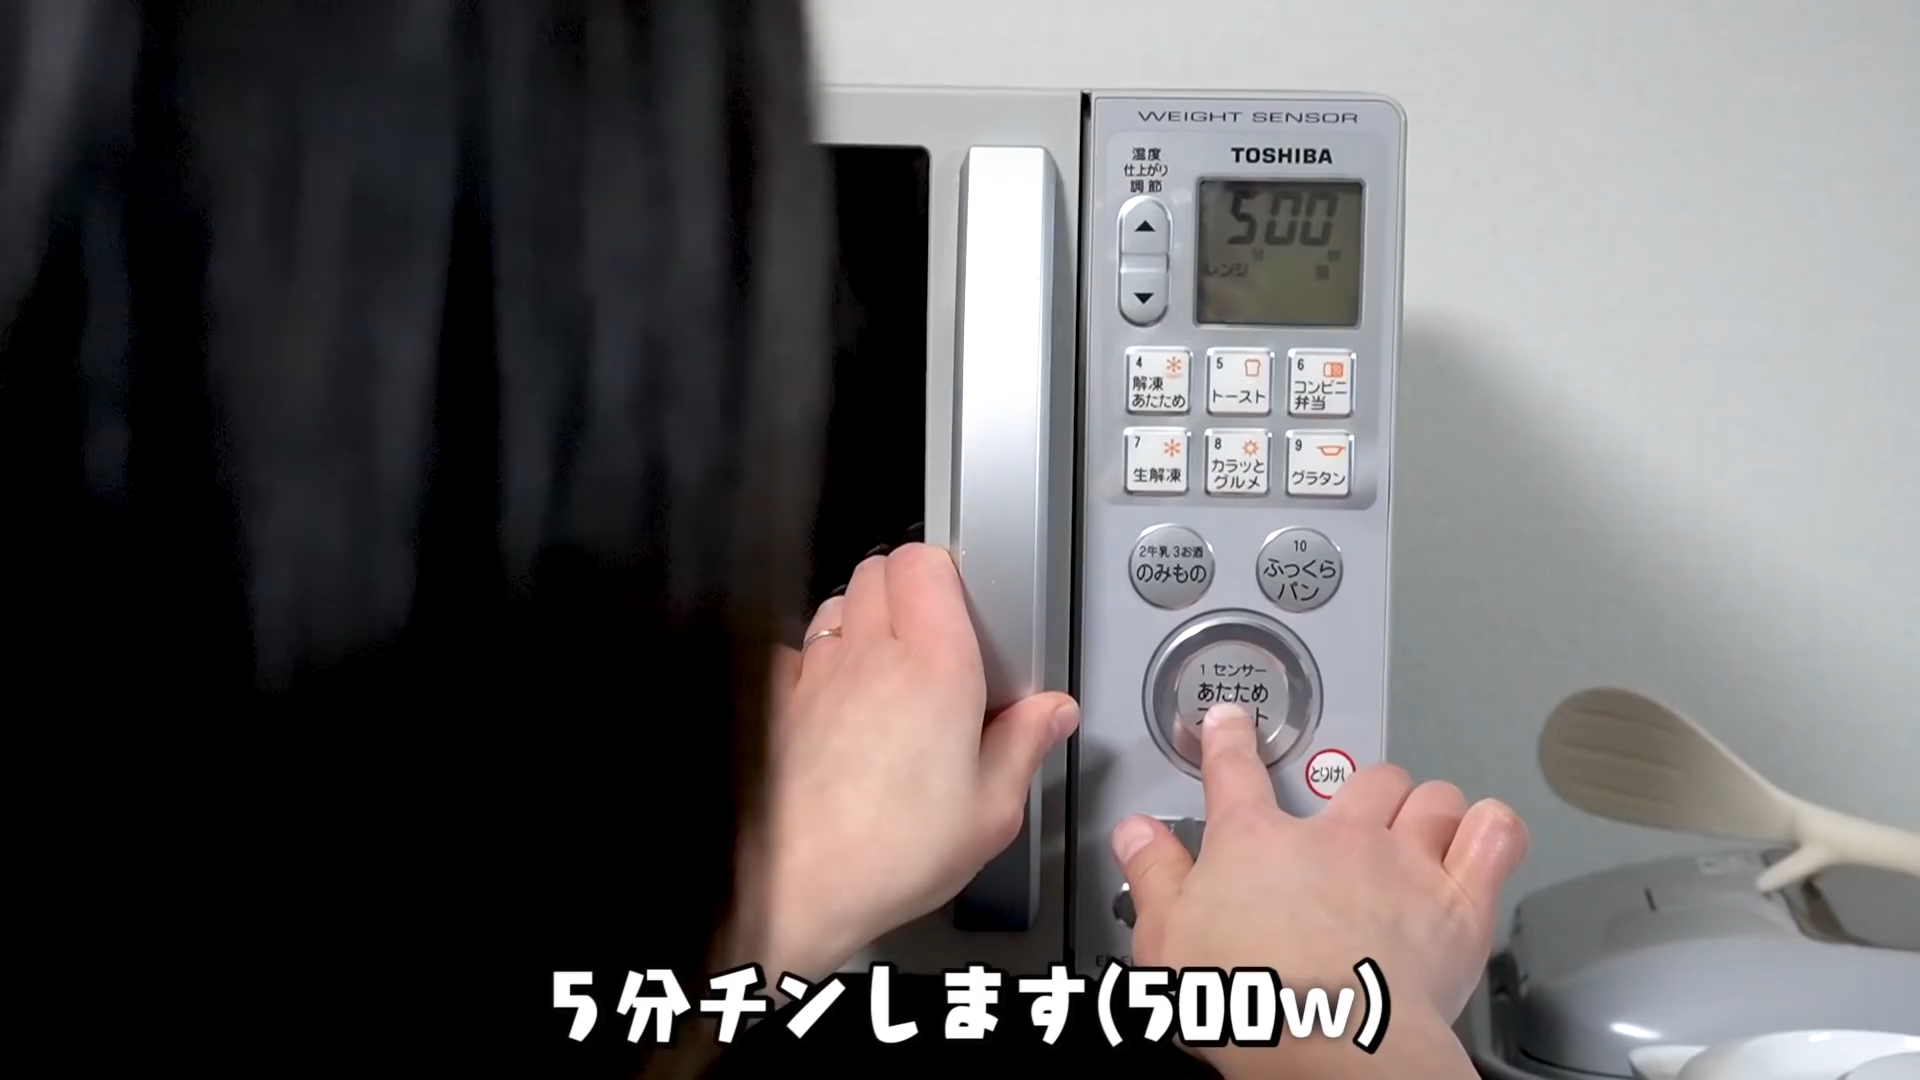 WEIGHT SENSOR
TOSHIBA
温度
仕上がり
調節
500
レンジ
4
解凍
あたため
5
トースト
6
コンビニ
弁当
7
生解凍
8
カラッと
グルメ
9
グラタン
2牛乳 3お酒
のみもの
10
ふっくら
パン
1 センサー
あたため
とりけし
5分チンします(500w)